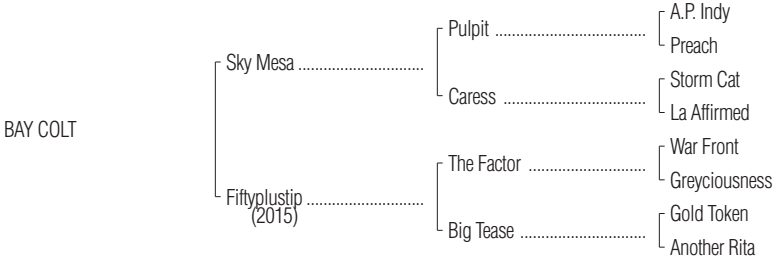 A.P. Indy
Pulpit ....................................
Preach
Sky Mesa ............................
Storm Cat
Caress ...................................
La Affirmed
BAY COLT
War Front
The Factor .............................
Greyciousness
Fiftyplustip ..........................
(2015)
Gold Token
Big Tease ..............................
Another Rita